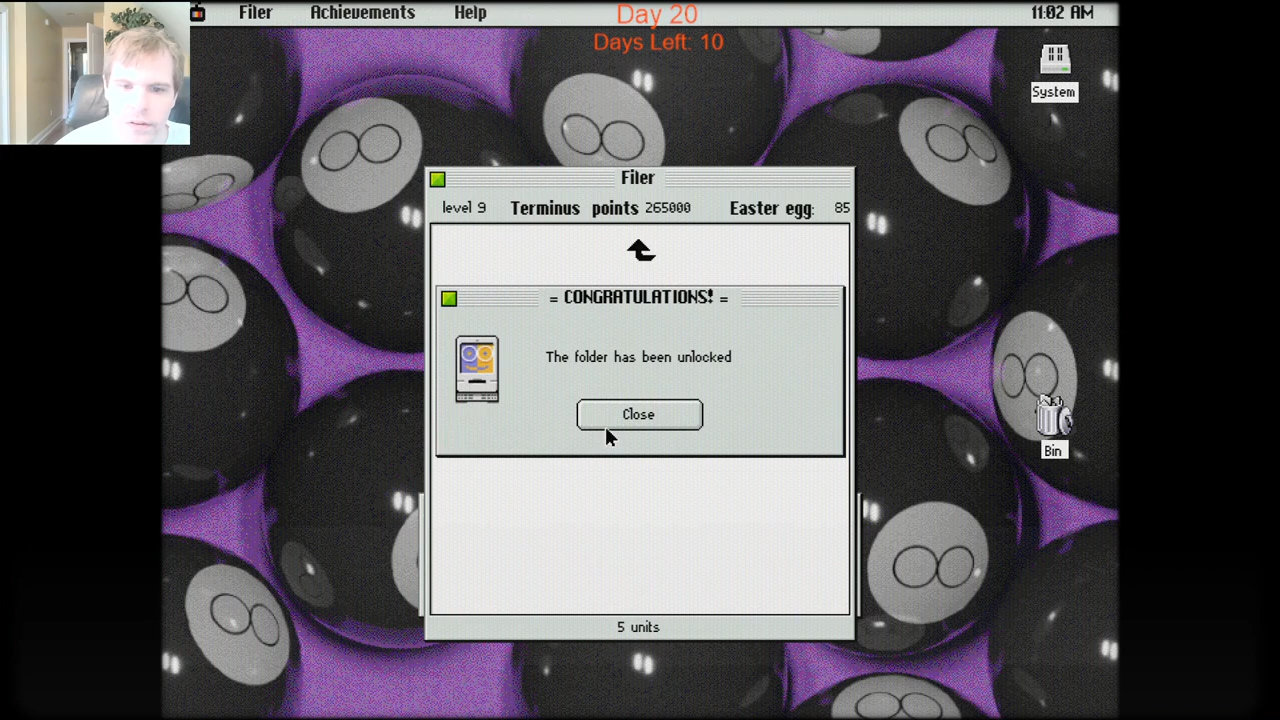 Filer Achievements Help Day 20 11:02 AM
Days Left: 10
System
Filer
level 9 Terminus points 265000 Easter egg: 85
= CONGRATULATIONS! =
The folder has been unlocked
Close
Bin
5 units